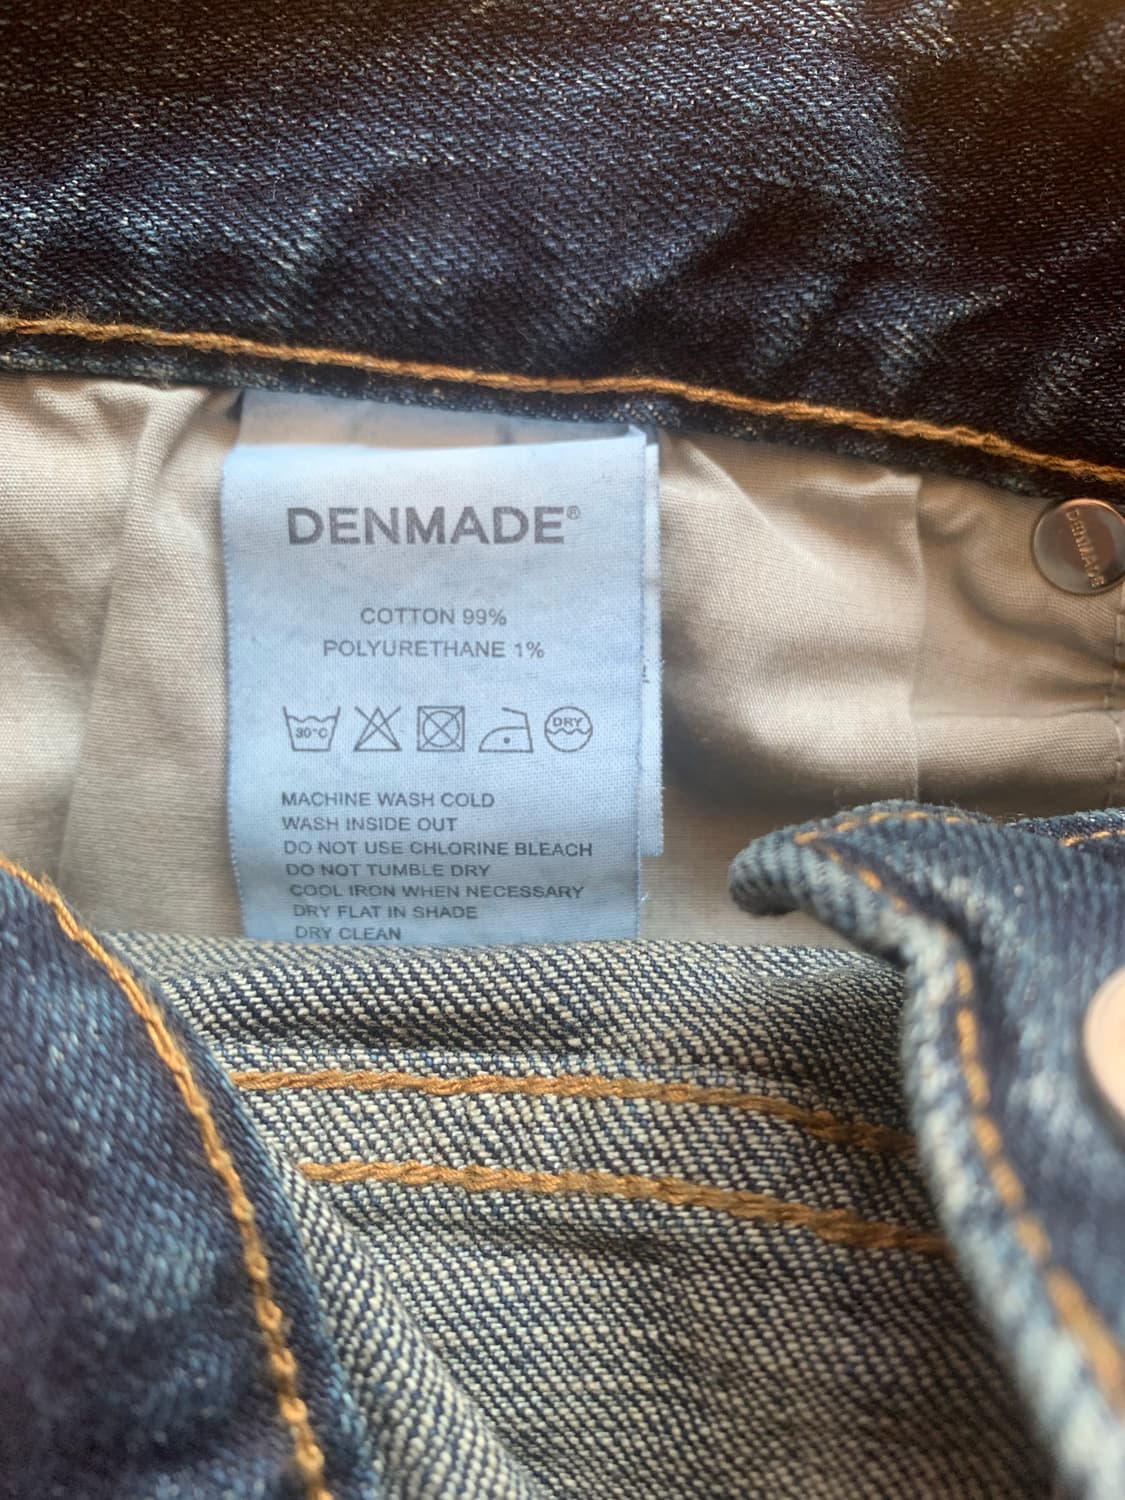 DENMADE®
COTTON 99%
POLYURETHANE 1%
30°C
DRY
MACHINE WASH COLD
WASH INSIDE OUT
DO NOT USE CHLORINE BLEACH
DO NOT TUMBLE DRY
COOL IRON WHEN NECESSARY
DRY FLAT IN SHADE
DRY CLEAN
DENMADE